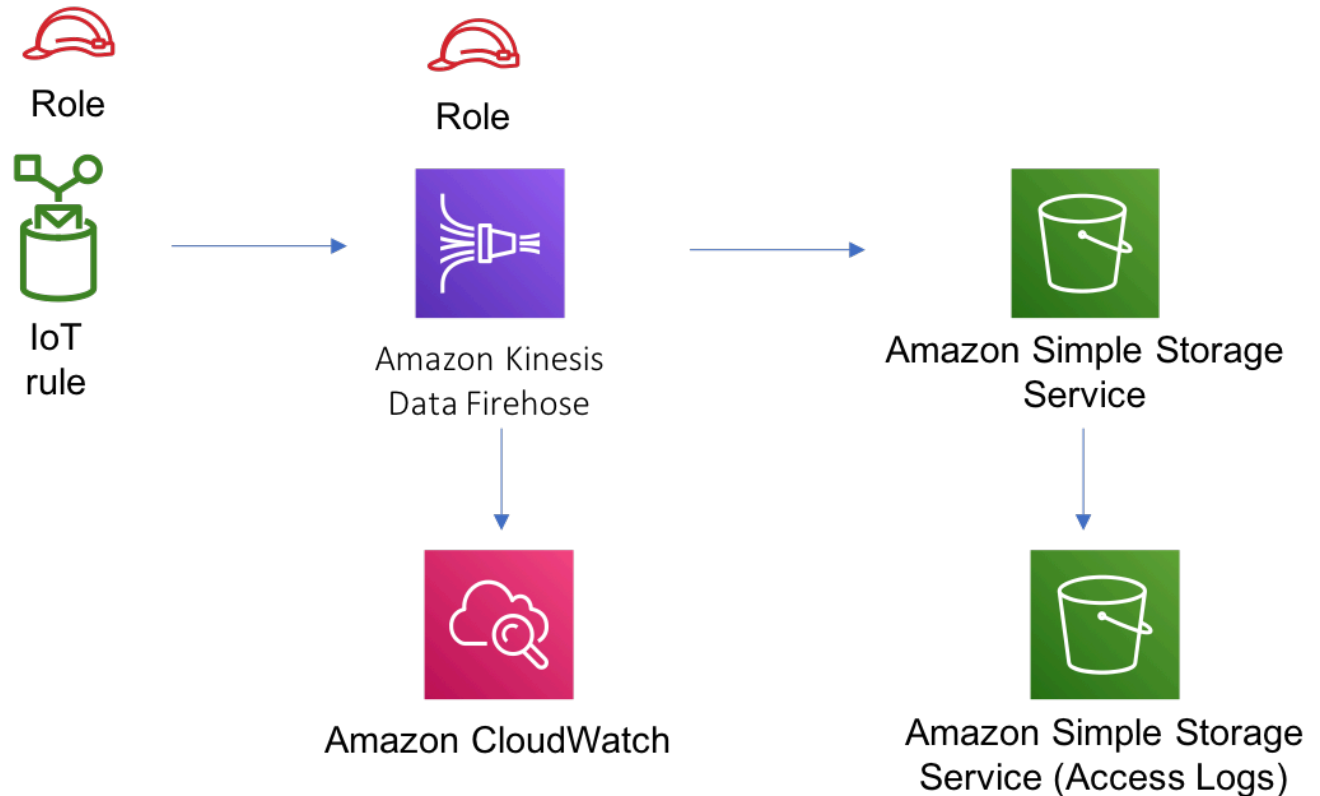 Role
Role
IoT
rule
Amazon Kinesis
Data Firehose
Amazon Simple Storage
Service
Amazon CloudWatch
Amazon Simple Storage
Service (Access Logs)